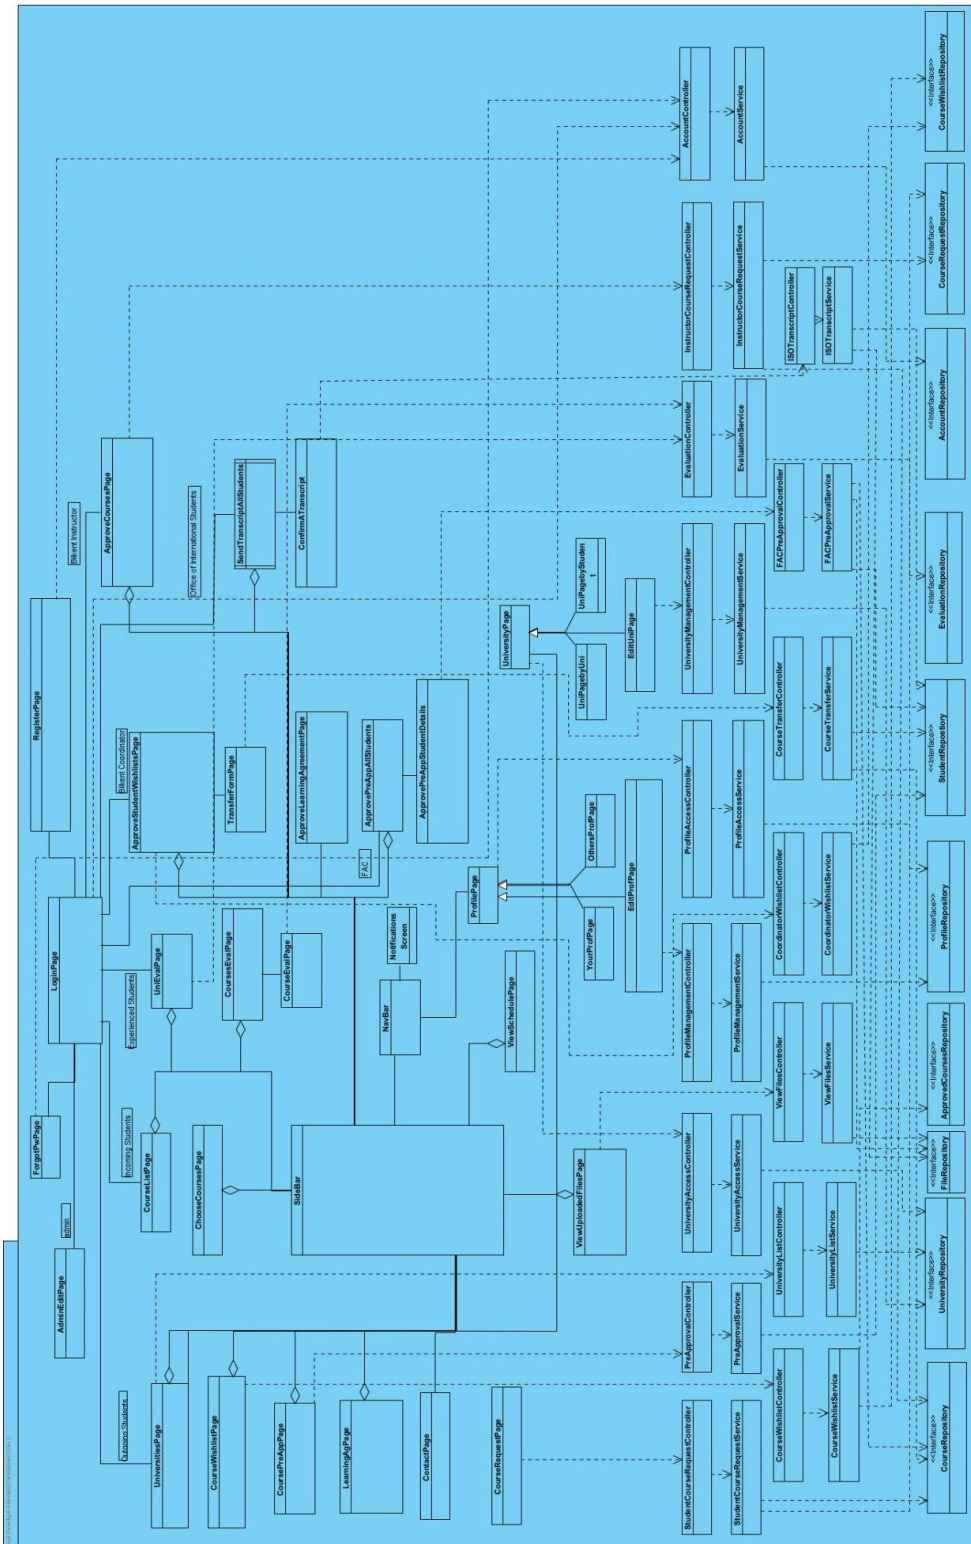 RegisterPage
LoginPage
ForgotPwPage
AdminEditPage
admin
Bilkent Instructor
ApproveCoursesPage
Office of International Students
SendTranscriptAllStudents
ConfirmATranscript
Bilkent Coordinator
ApproveStudentWishlistsPage
TransferFormPage
ApproveLearningAgreementPage
ApprovePreAppAllStudents
FAC
ApprovePreAppStudentDetails
Experienced Students
UniEvalPage
CoursesEvalPage
CourseEvalPage
Incoming Students
CourseListPage
ChooseCoursesPage
SideBar
NavBar
Notifications
Screen
ViewSchedulePage
ViewUploadedFilesPage
Outgoing Students
UniversitiesPage
CourseWishlistPage
CoursePreAppPage
LearningAgPage
ContactPage
CourseRequestPage
UniversityPage
UniPagebyUni
UniPagebyStuden
t
EditUniPage
ProfilePage
YourProfPage
OthersProfPage
EditProfPage
StudentCourseRequestController
StudentCourseRequestService
PreApprovalController
PreApprovalService
UniversityAccessController
UniversityAccessService
ProfileManagementController
ProfileManagementService
ProfileAccessController
ProfileAccessService
UniversityManagementController
UniversityManagementService
EvaluationController
EvaluationService
InstructorCourseRequestController
InstructorCourseRequestService
AccountController
AccountService
CourseWishlistController
CourseWishlistService
UniversityListController
UniversityListService
ViewFilesController
ViewFilesService
CoordinatorWishlistController
CoordinatorWishlistService
CourseTransferController
CourseTransferService
FACPreApprovalController
FACPreApprovalService
ISOTranscriptController
ISOTranscriptService
<<Interface>>
CourseRepository
<<Interface>>
UniversityRepository
<<Interface>>
FileRepository
<<Interface>>
ApprovedCoursesRepository
<<Interface>>
ProfileRepository
<<Interface>>
StudentRepostiory
<<Interface>>
EvaluationRepository
<<Interface>>
AccountRepository
<<Interface>>
CourseRequestRepository
<<Interface>>
CourseWishlistRepository